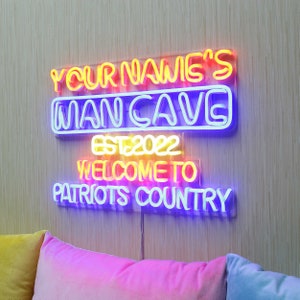 YOUR NAME'S
MAN CAVE
EST.2022
WELCOME TO
PATRIOTS COUNTRY